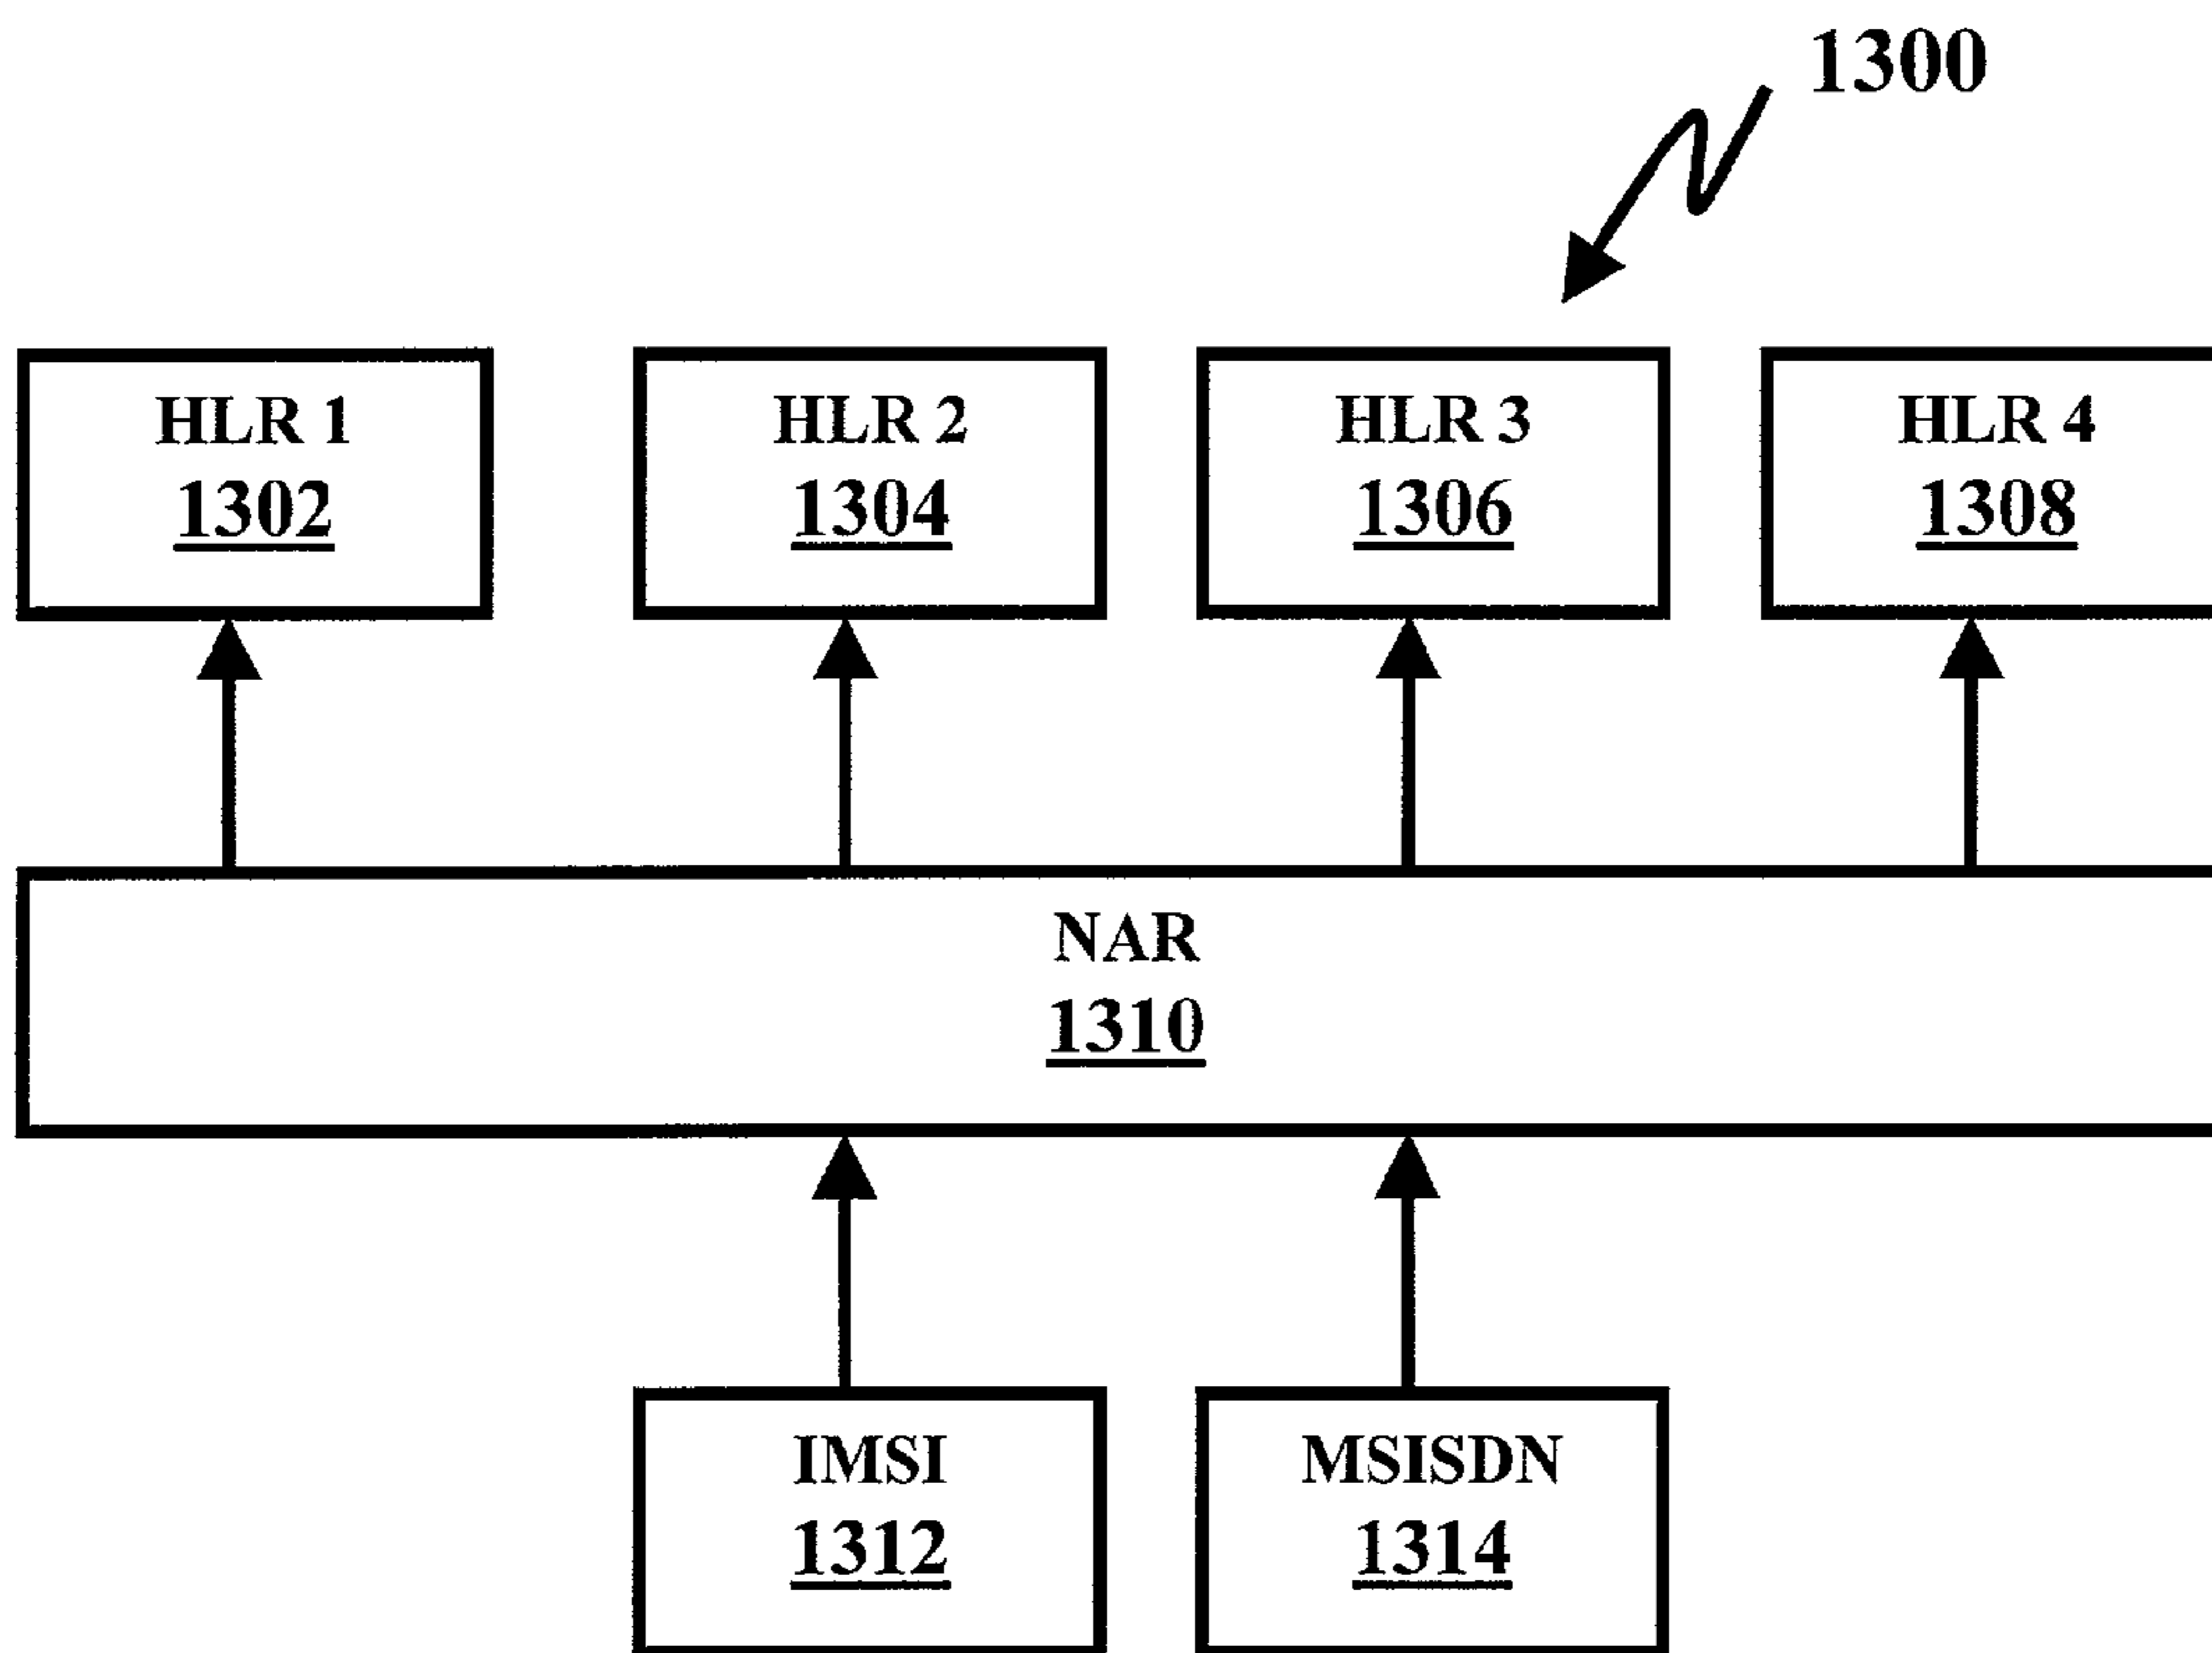 1300
HLR 1
1302
HLR 2
1304
HLR 3
1306
HLR 4
1308
NAR
1310
IMSI
1312
MSISDN
1314